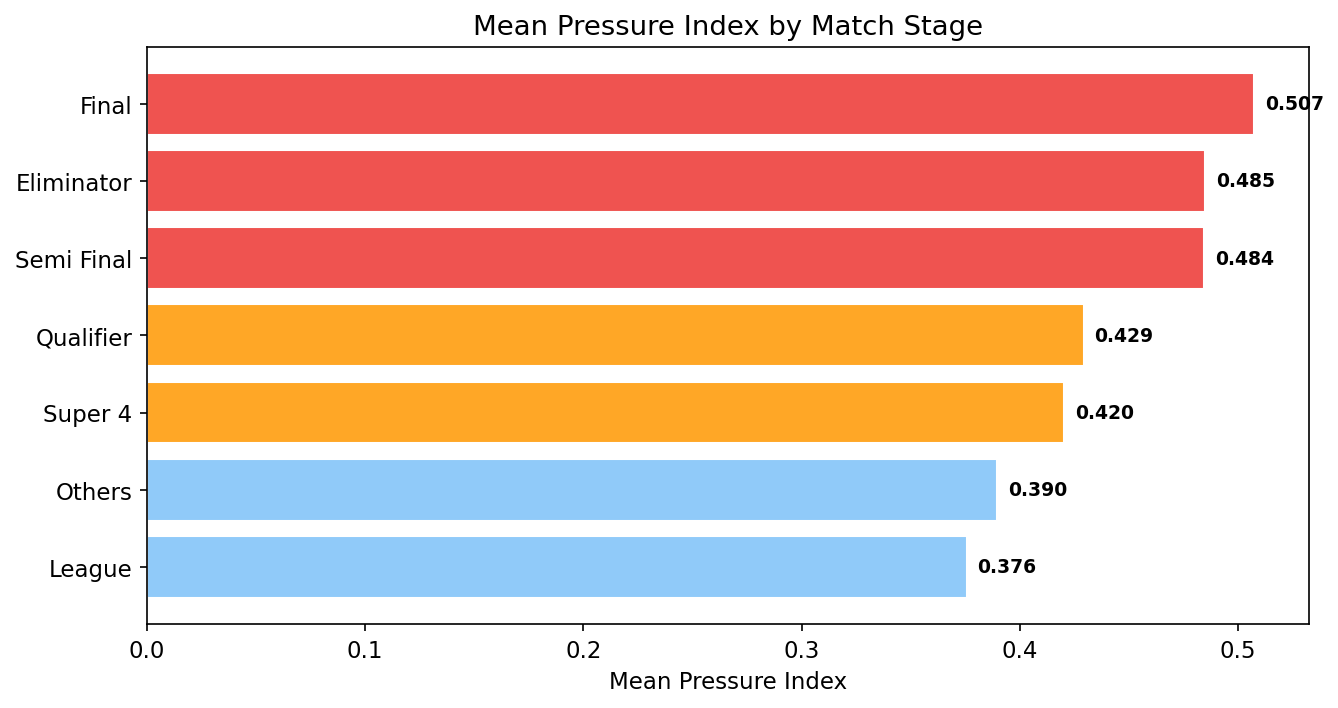 Mean Pressure Index by Match Stage
Final 0.507
Eliminator 0.485
Semi Final 0.484
Qualifier 0.429
Super 4 0.420
Others 0.390
League 0.376
0.0 0.1 0.2 0.3 0.4 0.5
Mean Pressure Index